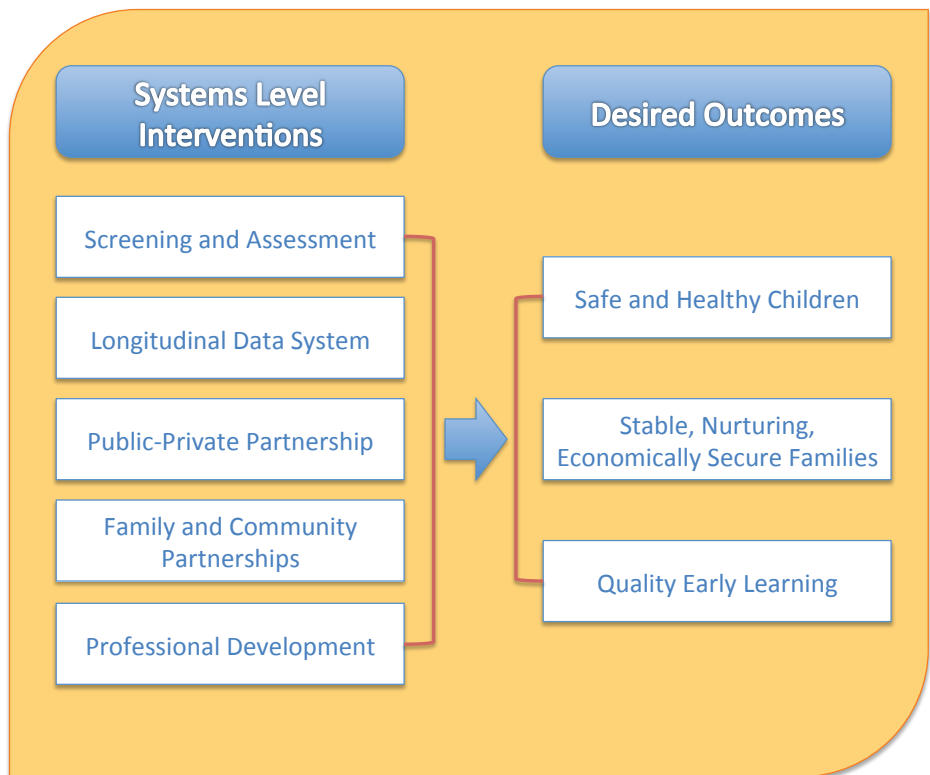 Systems Level
Interventions
Screening and Assessment
Longitudinal Data System
Public-Private Partnership
Family and Community
Partnerships
Professional Development
Desired Outcomes
Safe and Healthy Children
Stable, Nurturing,
Economically Secure Families
Quality Early Learning